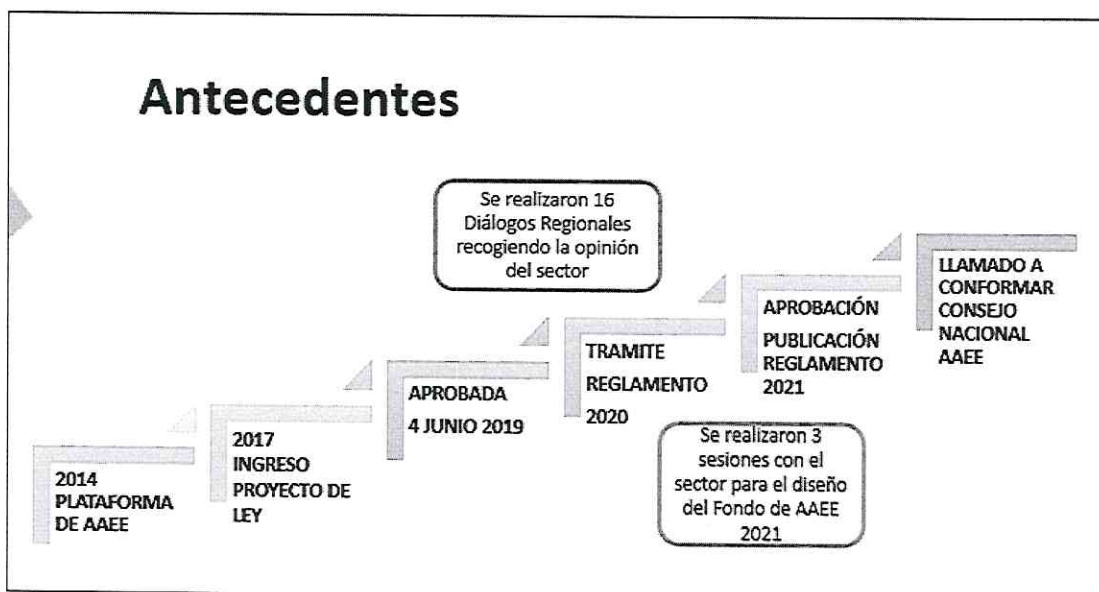 Antecedentes
Se realizaron 16
Diálogos Regionales
recogiendo la opinión
del sector
2014
PLATAFORMA
DE AAEE
2017
INGRESO
PROYECTO DE
LEY
APROBADA
4 JUNIO 2019
TRAMITE
REGLAMENTO
2020
APROBACIÓN
PUBLICACIÓN
REGLAMENTO
2021
LLAMADO A
CONFORMAR
CONSEJO
NACIONAL
AAEE
Se realizaron 3
sesiones con el
sector para el diseño
del Fondo de AAEE
2021